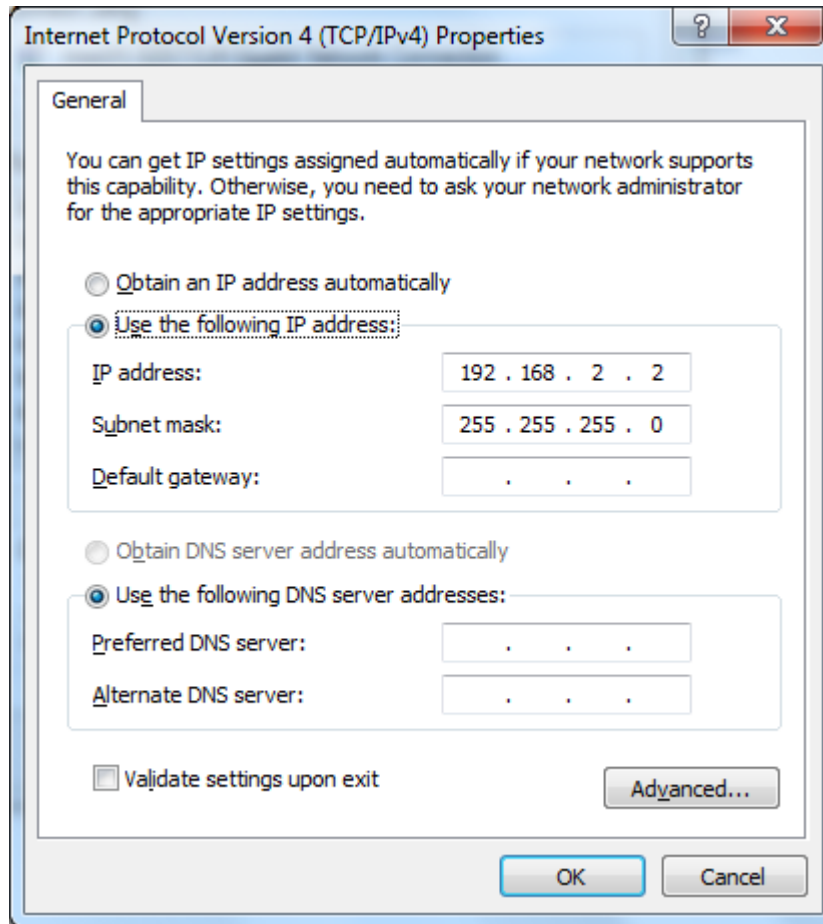 Internet Protocol Version 4 (TCP/IPv4) Properties
General
You can get IP settings assigned automatically if your network supports
this capability. Otherwise, you need to ask your network administrator
for the appropriate IP settings.
Obtain an IP address automatically
Use the following IP address:
IP address: 192 . 168 . 2 . 2
Subnet mask: 255 . 255 . 255 . 0
Default gateway: . . .
Obtain DNS server address automatically
Use the following DNS server addresses:
Preferred DNS server: . . .
Alternate DNS server: . . .
Validate settings upon exit
Advanced...
OK Cancel